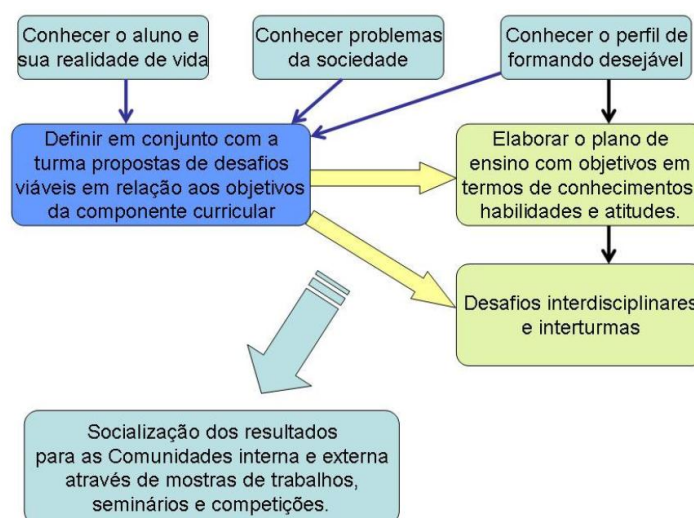 Conhecer o aluno e
sua realidade de vida
Conhecer problemas
da sociedade
Conhecer o perfil de
formando desejável
Definir em conjunto com a
turma propostas de desafios
viáveis em relação aos objetivos
da componente curricular
Elaborar o plano de
ensino com objetivos em
termos de conhecimentos
habilidades e atitudes.
Desafios interdisciplinares
e interturmas
Socialização dos resultados
para as Comunidades interna e externa
através de mostras de trabalhos,
seminários e competições.